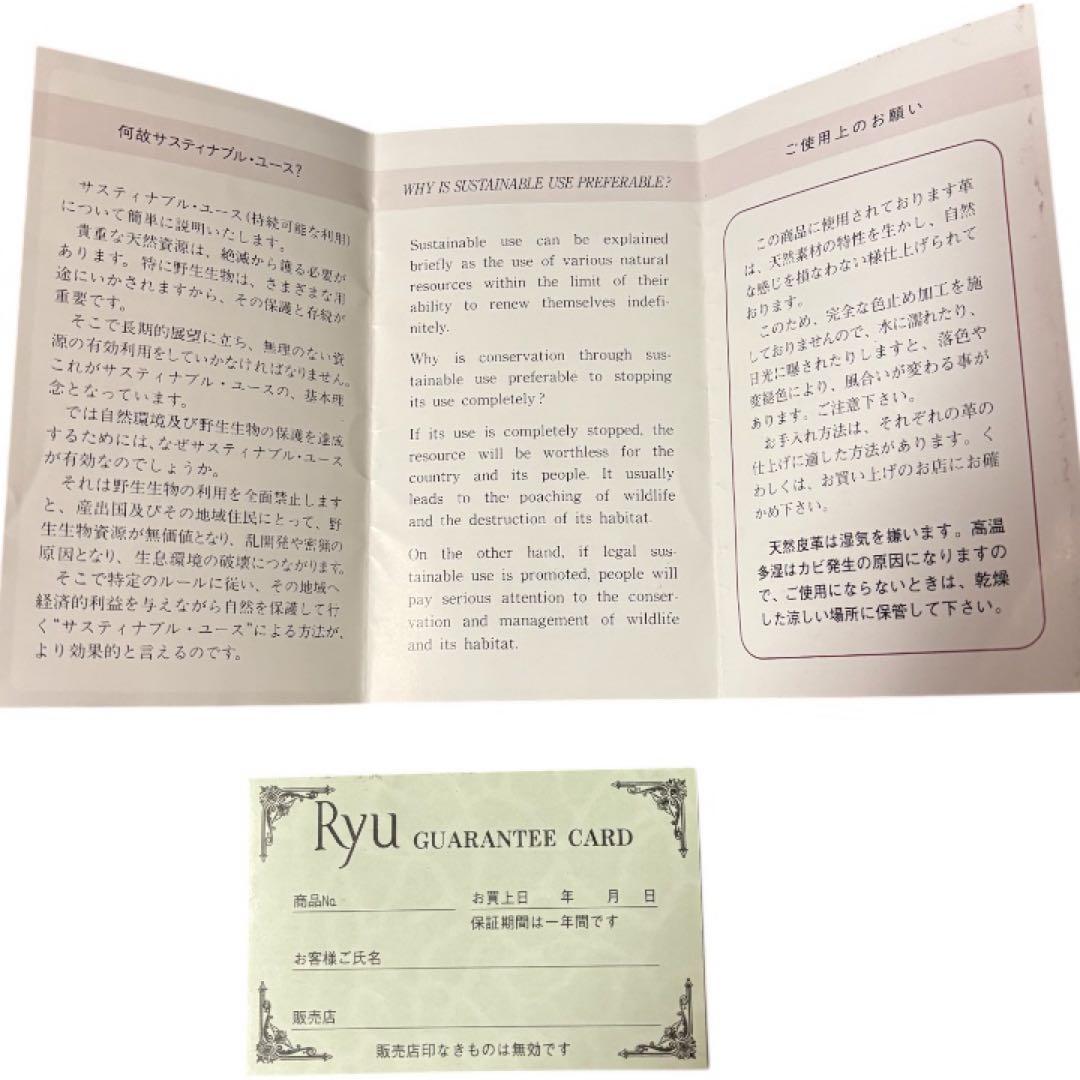 何故サスティナブル・ユース?
サスティナブル・ユース(持続可能な利用)
について簡単に説明いたします。
貴重な天然資源は、絶滅から護る必要が
あります。特に野生生物は、さまざまな用
途にいかされますから、その保護と存続が
重要です。
そこで長期的展望に立ち、無理のない資
源の有効利用をしていかなければなりません。
これがサスティナブル・ユースの、基本理
念となっています。
では自然環境及び野生生物の保護を達成
するためには、なぜサスティナブル・ユース
が有効なのでしょうか。
それは野生生物の利用を全面禁止します
と、産出国及びその地域住民にとって、野
生生物資源が無価値となり、乱開発や密猟の
原因となり、生息環境の破壊につながります。
そこで特定のルールに従い、その地域へ
経済的利益を与えながら自然を保護して行
く"サスティナブル・ユース"による方法が、
より効果的と言えるのです。
WHY IS SUSTAINABLE USE PREFERABLE?
Sustainable use can be explained
briefly as the use of various natural
resources within the limit of their
ability to renew themselves indefi-
nitely.
Why is conservation through sus-
tainable use preferable to stopping
its use completely?
If its use is completely stopped, the
resource will be worthless for the
country and its people. It usually
leads to the poaching of wildlife
and the destruction of its habitat.
On the other hand, if legal sus-
tainable use is promoted, people will
pay serious attention to the conser-
vation and management of wildlife
and its habitat.
ご使用上のお願い
この商品に使用されております革
は、天然素材の特性を生かし、自然
な感じを損なわない様仕上げられて
おります。
このため、完全な色止め加工を施
しておりませんので、水に濡れたり、
日光に曝されたりしますと、落色や
変褪色により、風合いが変わる事が
あります。ご注意下さい。
お手入れ方法は、それぞれの革の
仕上げに適した方法があります。く
わしくは、お買い上げのお店にお確
かめ下さい。
天然皮革は湿気を嫌います。高温
多湿はカビ発生の原因になりますの
で、ご使用にならないときは、乾燥
した涼しい場所に保管して下さい。
Ryu GUARANTEE CARD
商品No. お買上日 年 月 日
保証期間は一年間です
お客様ご氏名
販売店
販売店印なきものは無効です